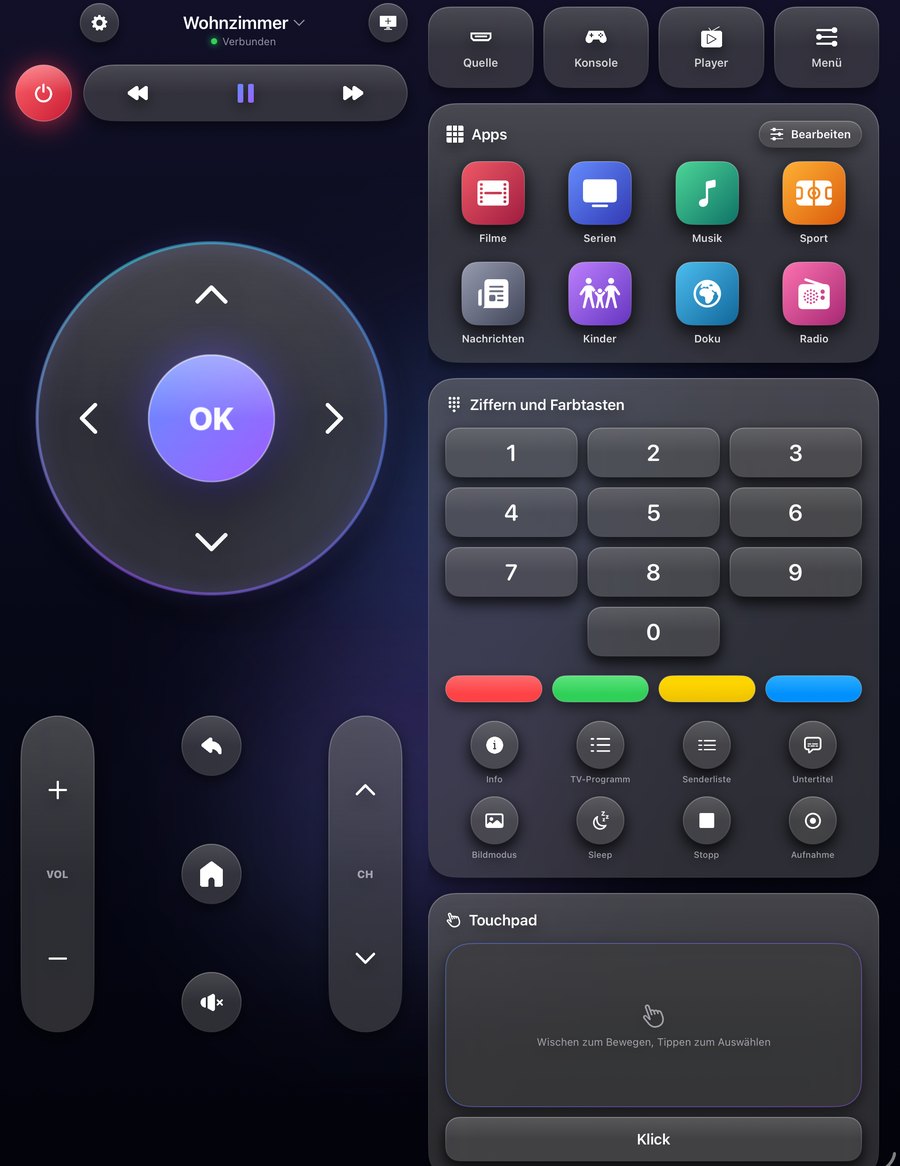 Wohnzimmer
Verbunden
OK
VOL
CH
Quelle
Konsole
Player
Menü
Apps
Bearbeiten
Filme
Serien
Musik
Sport
Nachrichten
Kinder
Doku
Radio
Ziffern und Farbtasten
1
2
3
4
5
6
7
8
9
0
Info
TV-Programm
Senderliste
Untertitel
Bildmodus
Sleep
Stopp
Aufnahme
Touchpad
Wischen zum Bewegen, Tippen zum Auswählen
Klick